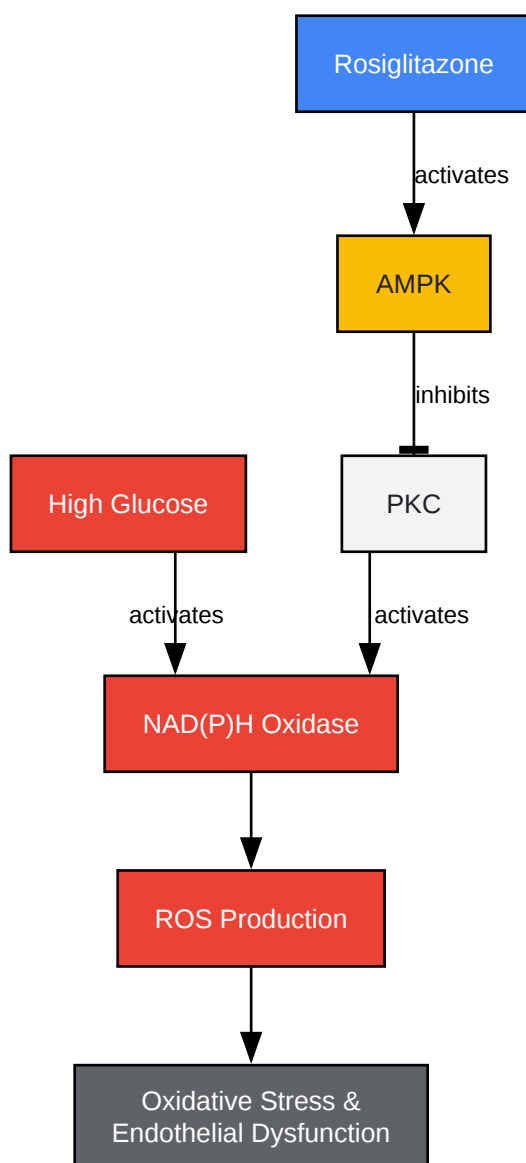 Rosiglitazone
activates
AMPK
inhibits
High Glucose
PKC
activates
activates
NAD(P)H Oxidase
ROS Production
Oxidative Stress &
Endothelial Dysfunction